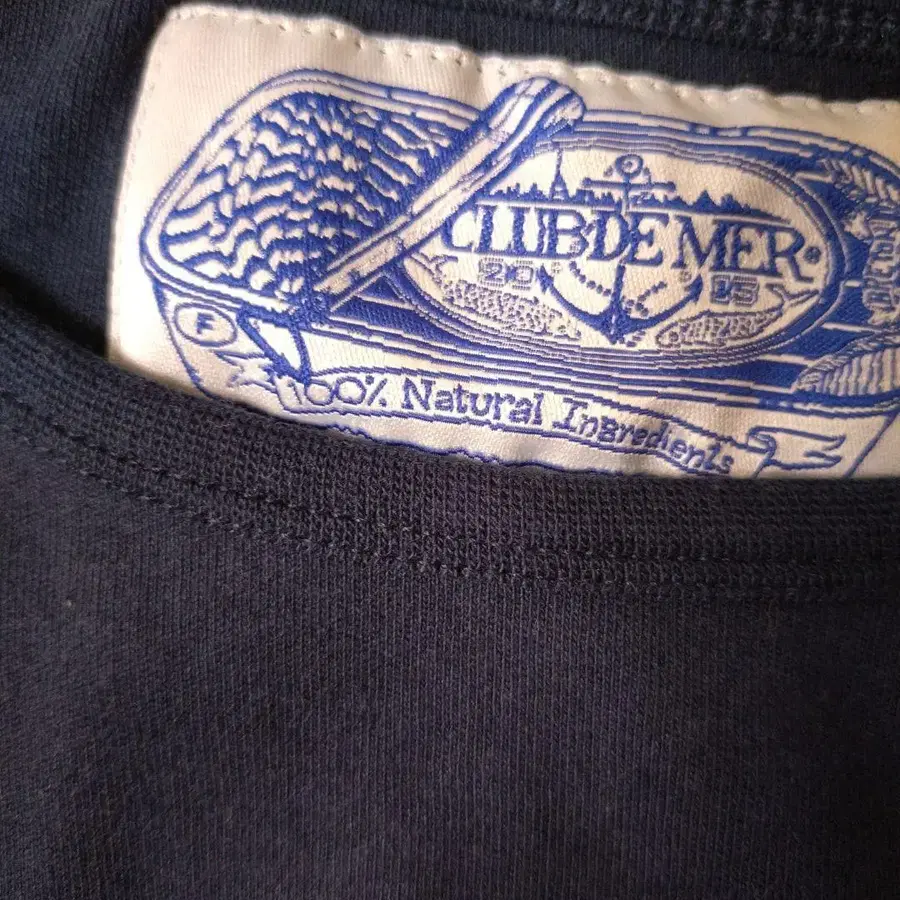 CLUB DE MER®
20 15
F
100% Natural Ingredients